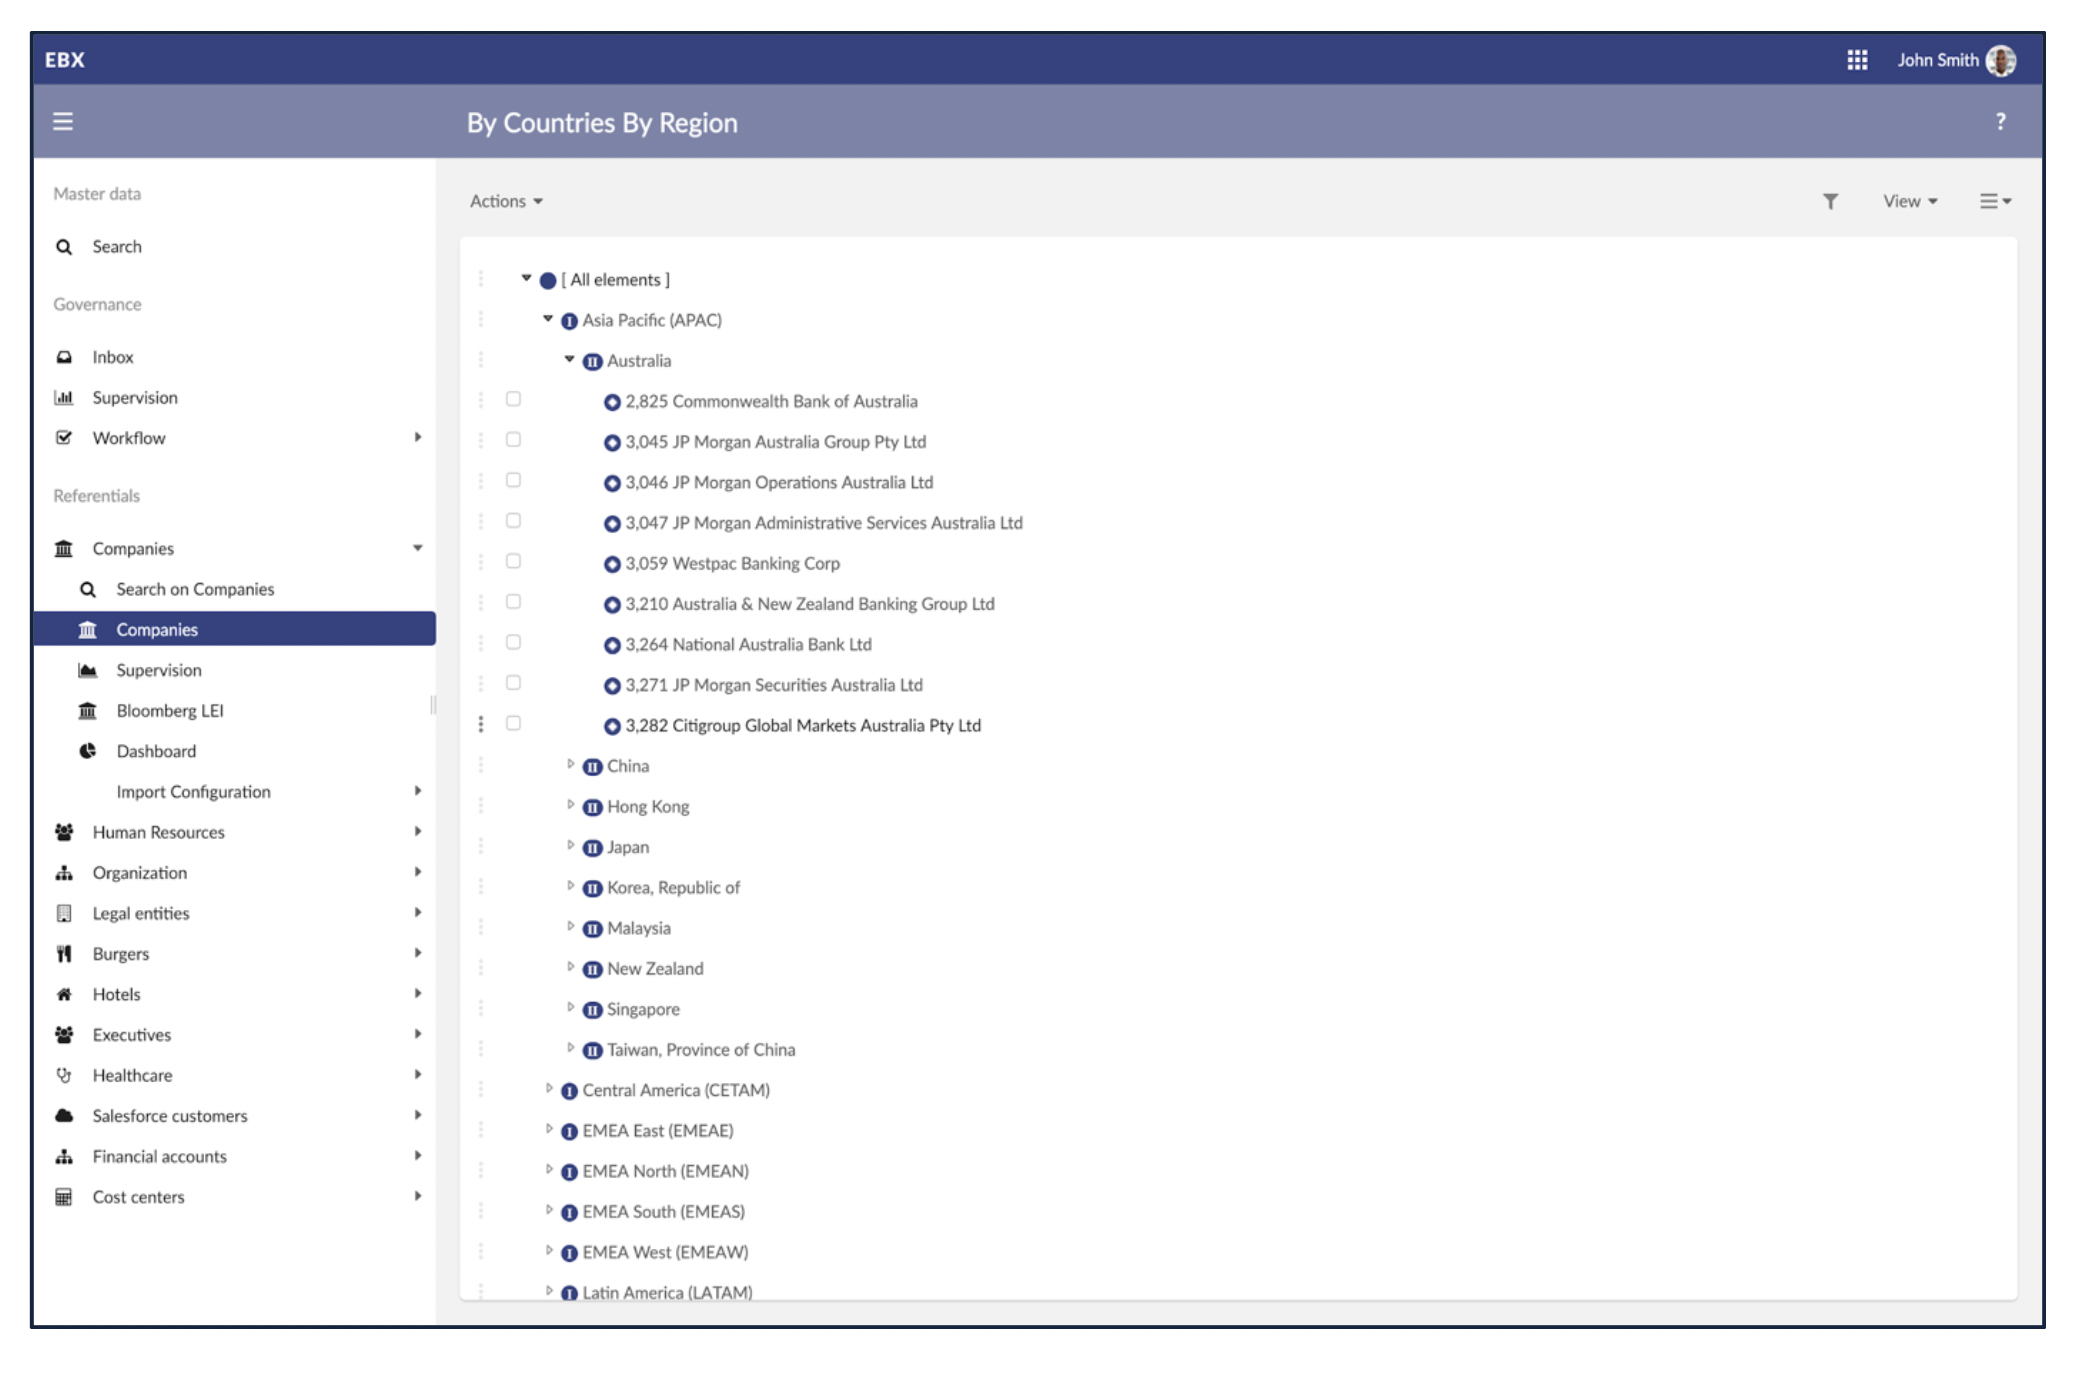 EBX
John Smith
By Countries By Region
?
Master data
Search
Governance
Inbox
Supervision
Workflow
Referentials
Companies
Search on Companies
Companies
Supervision
Bloomberg LEI
Dashboard
Import Configuration
Human Resources
Organization
Legal entities
Burgers
Hotels
Executives
Healthcare
Salesforce customers
Financial accounts
Cost centers
Actions
View
[ All elements ]
I Asia Pacific (APAC)
II Australia
2,825 Commonwealth Bank of Australia
3,045 JP Morgan Australia Group Pty Ltd
3,046 JP Morgan Operations Australia Ltd
3,047 JP Morgan Administrative Services Australia Ltd
3,059 Westpac Banking Corp
3,210 Australia & New Zealand Banking Group Ltd
3,264 National Australia Bank Ltd
3,271 JP Morgan Securities Australia Ltd
3,282 Citigroup Global Markets Australia Pty Ltd
II China
II Hong Kong
II Japan
II Korea, Republic of
II Malaysia
II New Zealand
II Singapore
II Taiwan, Province of China
I Central America (CETAM)
I EMEA East (EMEAE)
I EMEA North (EMEAN)
I EMEA South (EMEAS)
I EMEA West (EMEAW)
I Latin America (LATAM)